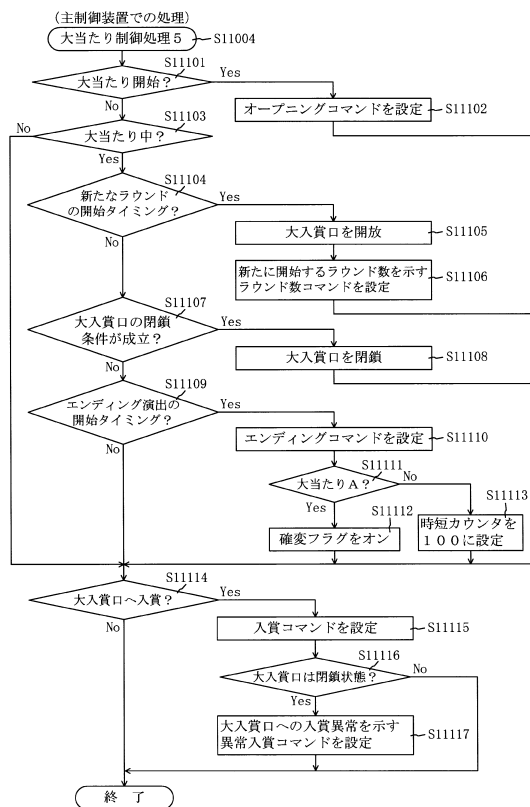 (主制御装置での処理)
大当たり制御処理5
S11004
S11101
大当たり開始?
Yes
No
オープニングコマンドを設定
S11102
S11103
No
大当たり中?
Yes
S11104
新たなラウンド
の開始タイミング?
Yes
No
大入賞口を開放
S11105
新たに開始するラウンド数を示す
ラウンド数コマンドを設定
S11106
S11107
大入賞口の閉鎖
条件が成立?
Yes
No
大入賞口を閉鎖
S11108
S11109
エンディング演出の
開始タイミング?
Yes
No
エンディングコマンドを設定
S11110
S11111
大当たりA?
No
Yes
S11112
確変フラグをオン
S11113
時短カウンタを
100に設定
S11114
大入賞口へ入賞?
Yes
No
入賞コマンドを設定
S11115
S11116
大入賞口は閉鎖状態?
No
Yes
大入賞口への入賞異常を示す
異常入賞コマンドを設定
S11117
終 了